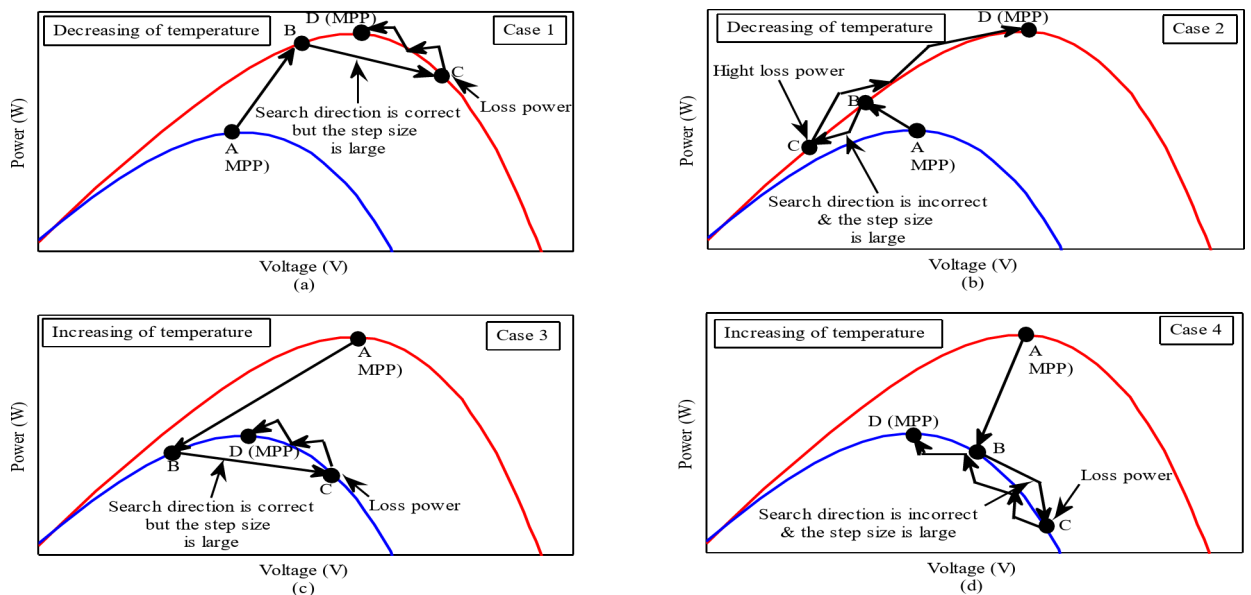 Decreasing of temperature
D (MPP)
Case 1
B
C
Loss power
Search direction is correct
but the step size
is large
A
MPP)
Power (W)
Voltage (V)
(a)
Decreasing of temperature
D (MPP)
Case 2
Hight loss power
B
C
A
MPP)
Search direction is incorrect
& the step size
is large
Power (W)
Voltage (V)
(b)
Increasing of temperature
Case 3
A
MPP)
D (MPP)
B
C
Search direction is correct
but the step size
is large
Loss power
Power (W)
Voltage (V)
(c)
Increasing of temperature
Case 4
A
MPP)
D (MPP)
B
Loss power
C
Search direction is incorrect
& the step size is large
Power (W)
Voltage (V)
(d)